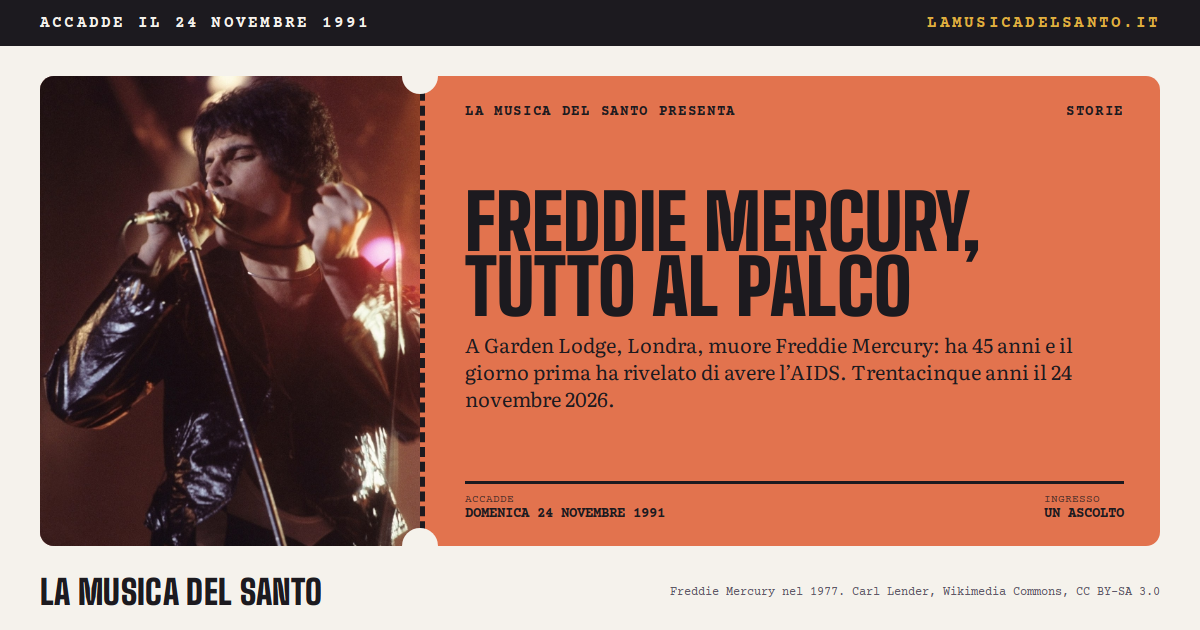 ACCADDE IL 24 NOVEMBRE 1991
LAMUSICADELSANTO.IT
LA MUSICA DEL SANTO PRESENTA
STORIE
FREDDIE MERCURY,
TUTTO AL PALCO
A Garden Lodge, Londra, muore Freddie Mercury: ha 45 anni e il
giorno prima ha rivelato di avere l’AIDS. Trentacinque anni il 24
novembre 2026.
ACCADDE
DOMENICA 24 NOVEMBRE 1991
INGRESSO
UN ASCOLTO
LA MUSICA DEL SANTO
Freddie Mercury nel 1977. Carl Lender, Wikimedia Commons, CC BY-SA 3.0